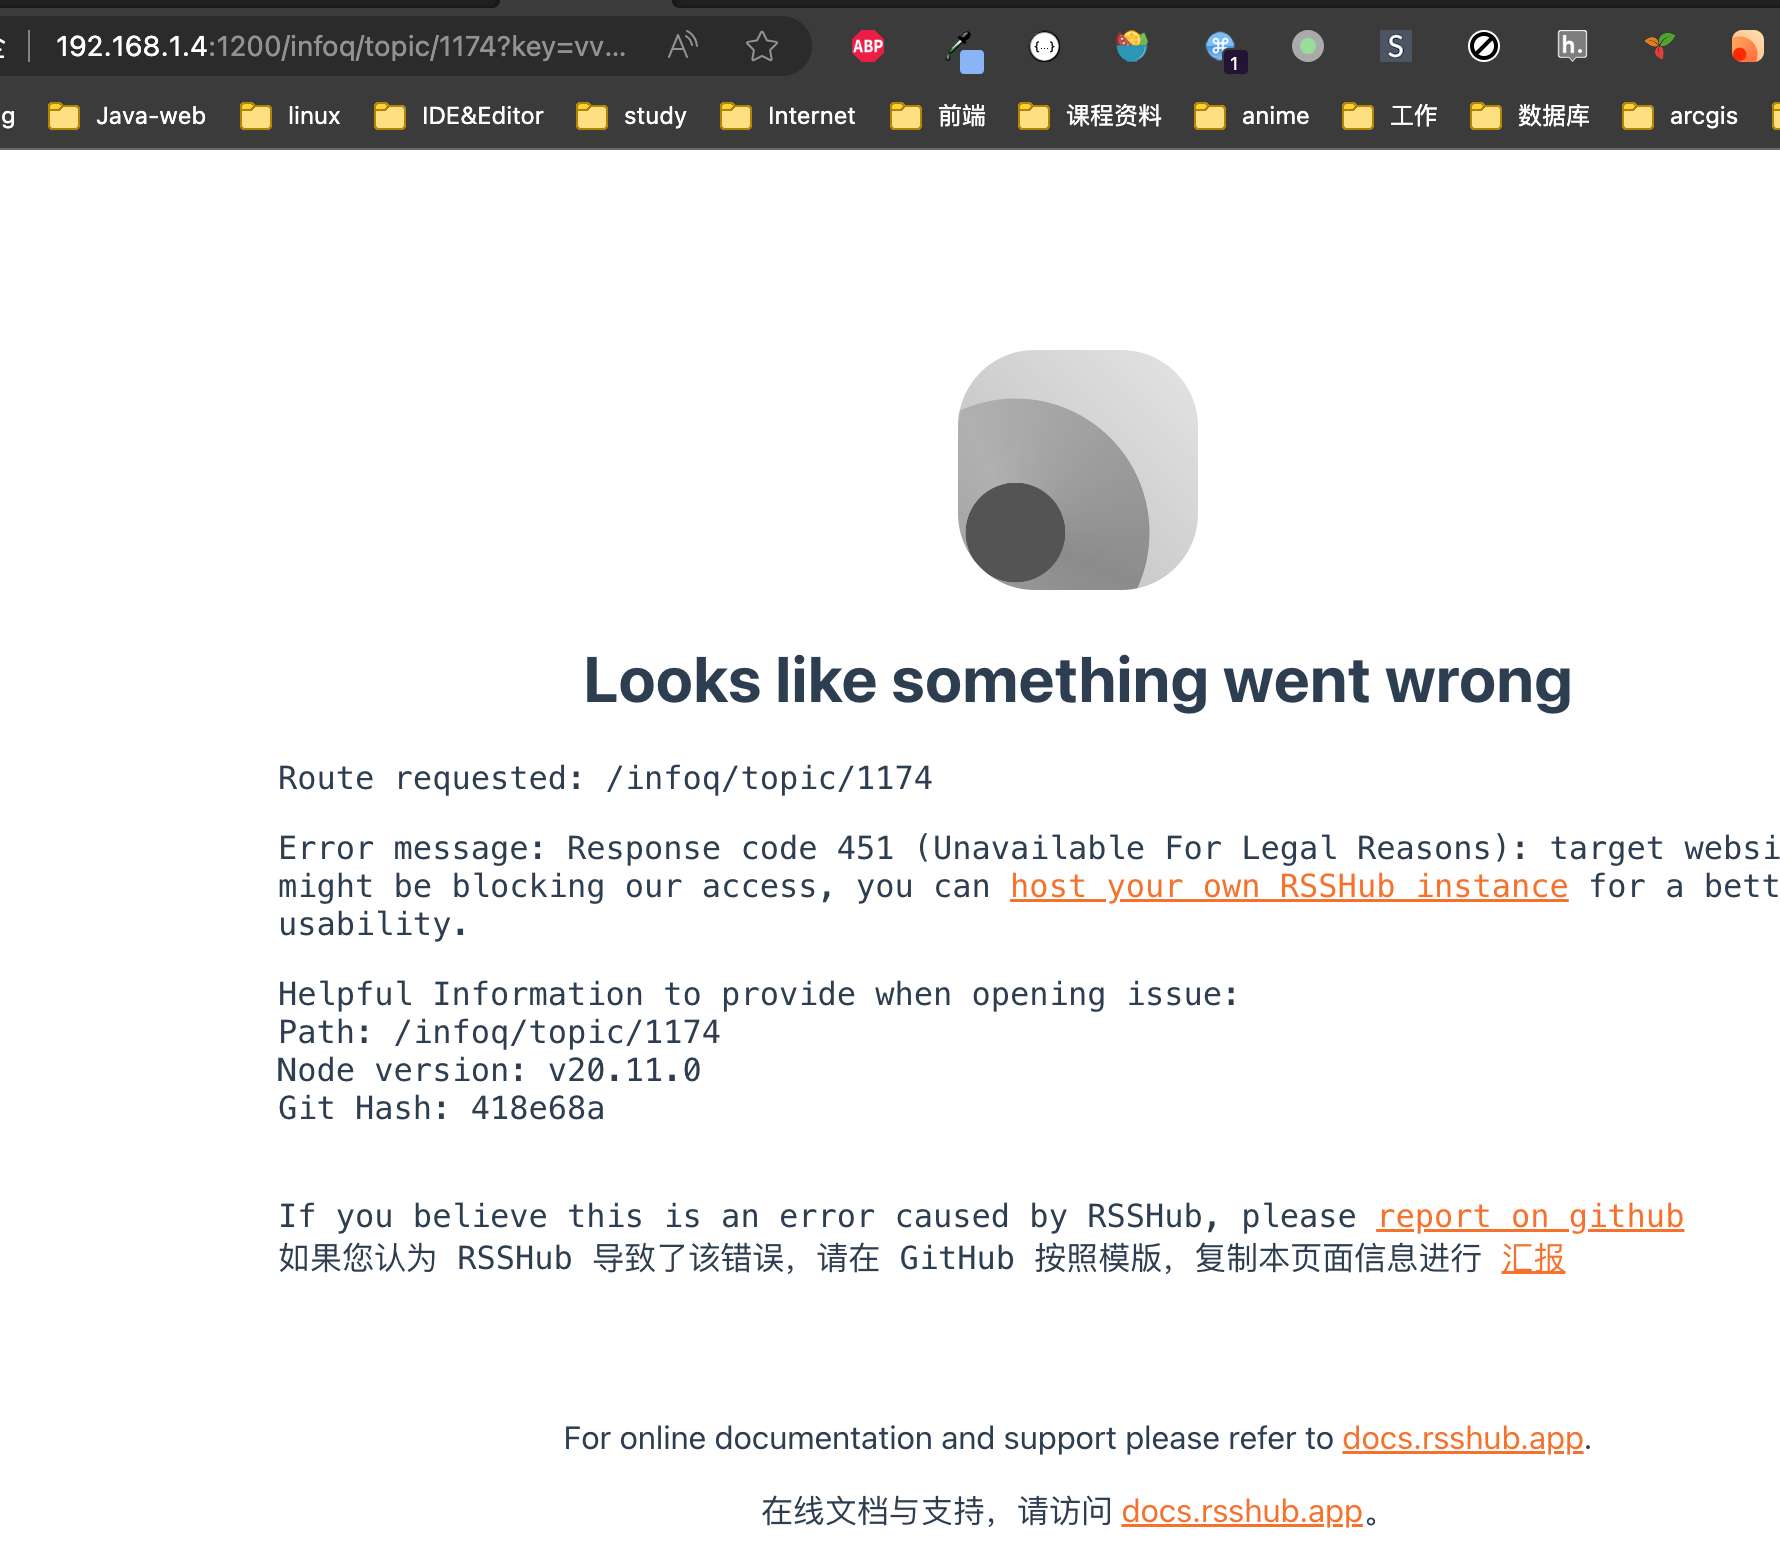 192.168.1.4:1200/infoq/topic/1174?key=vv...
ABP
1
S
h.
g Java-web linux IDE&Editor study Internet 前端 课程资料 anime 工作 数据库 arcgis
Looks like something went wrong
Route requested: /infoq/topic/1174
Error message: Response code 451 (Unavailable For Legal Reasons): target websi
might be blocking our access, you can host your own RSSHub instance for a bett
usability.
Helpful Information to provide when opening issue:
Path: /infoq/topic/1174
Node version: v20.11.0
Git Hash: 418e68a
If you believe this is an error caused by RSSHub, please report on github
如果您认为 RSSHub 导致了该错误，请在 GitHub 按照模版，复制本页面信息进行 汇报
For online documentation and support please refer to docs.rsshub.app.
在线文档与支持，请访问 docs.rsshub.app。